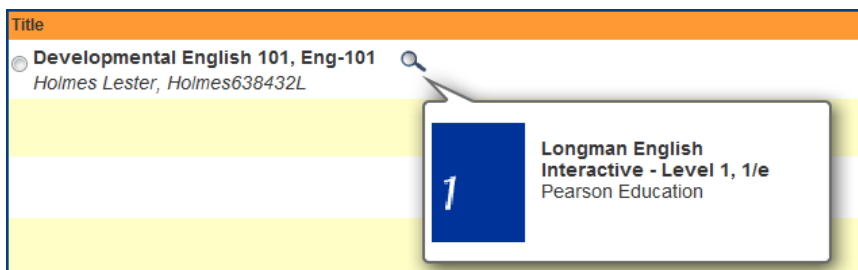 Title
Developmental English 101, Eng-101
Holmes Lester, Holmes638432L
1
Longman English
Interactive - Level 1, 1/e
Pearson Education